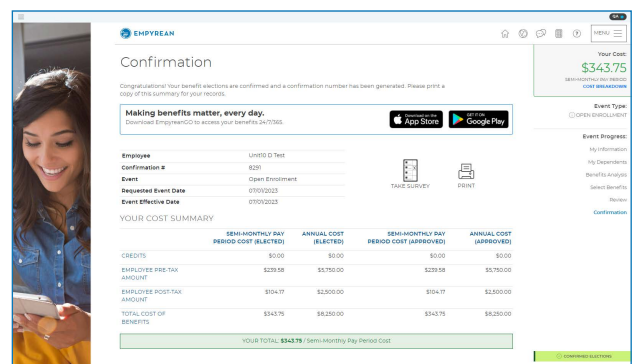 QA
EMPYREAN
MENU
Confirmation
Congratulations! Your benefit elections are confirmed and a confirmation number has been generated. Please print a
copy of this summary for your records.
Making benefits matter, every day.
Download EmpyreanGO to access your benefits 24/7/365.
Download on the
App Store
GET IT ON
Google Play
Employee Unit10 D Test
Confirmation # 8291
Event Open Enrollment
Requested Event Date 07/01/2023
Event Effective Date 07/01/2023
TAKE SURVEY PRINT
YOUR COST SUMMARY
SEMI-MONTHLY PAY ANNUAL COST SEMI-MONTHLY PAY ANNUAL COST
PERIOD COST (ELECTED) (ELECTED) PERIOD COST (APPROVED) (APPROVED)
CREDITS $0.00 $0.00 $0.00 $0.00
EMPLOYEE PRE-TAX $239.58 $5,750.00 $239.58 $5,750.00
AMOUNT
EMPLOYEE POST-TAX $104.17 $2,500.00 $104.17 $2,500.00
AMOUNT
TOTAL COST OF $343.75 $8,250.00 $343.75 $8,250.00
BENEFITS
YOUR TOTAL: $343.75 / Semi-Monthly Pay Period Cost
Your Cost:
$343.75
SEMI-MONTHLY PAY PERIOD
COST BREAKDOWN
Event Type:
OPEN ENROLLMENT
Event Progress:
My Information
My Dependents
Benefits Analysis
Select Benefits
Review
Confirmation
CONFIRMED ELECTIONS